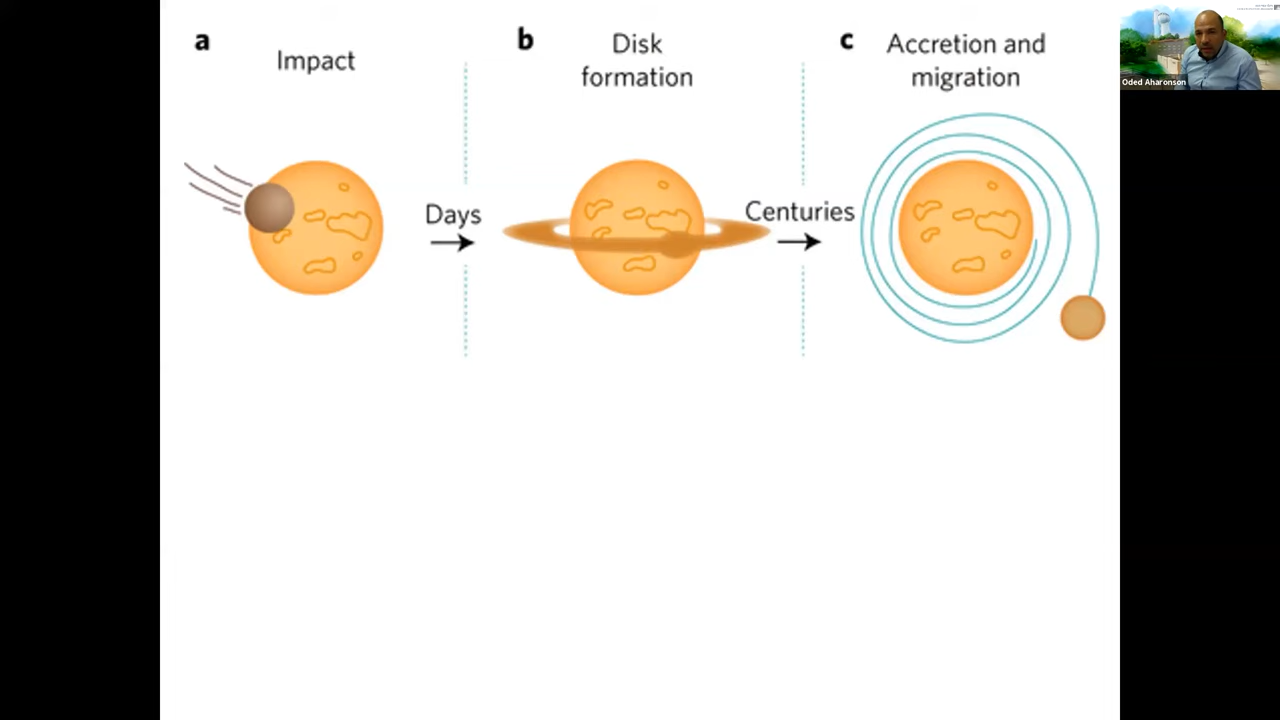 a
Impact
b
Disk
formation
c
Accretion and
migration
Days
Centuries
Oded Aharonson